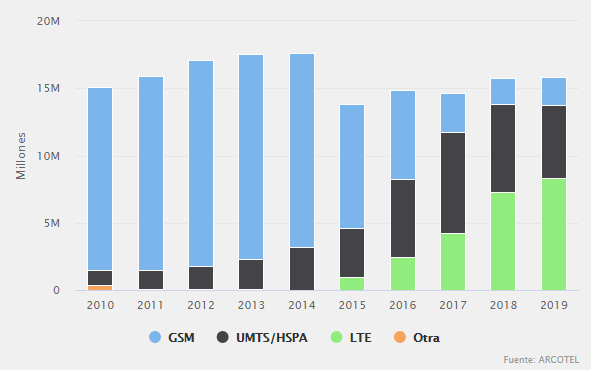 20M
15M
10M
5M
0
Millones
2010 2011 2012 2013 2014 2015 2016 2017 2018 2019
GSM UMTS/HSPA LTE Otra
Fuente: ARCOTEL